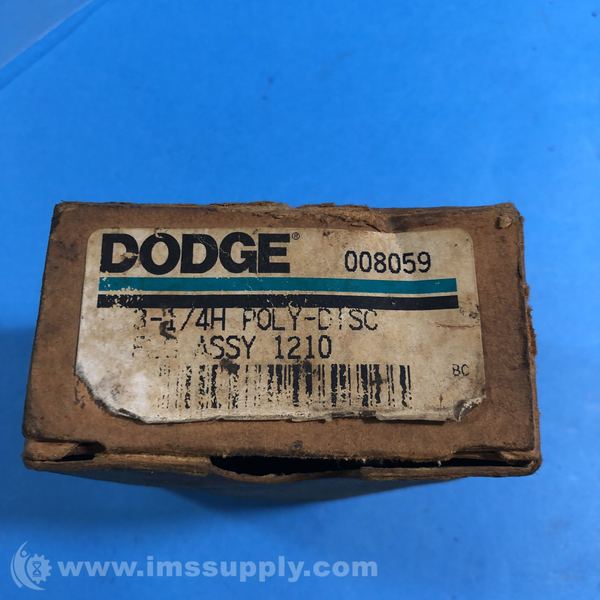 DODGE® 008059
3-1/4H POLY-DISC
ASSY 1210
BC
www.imssupply.com